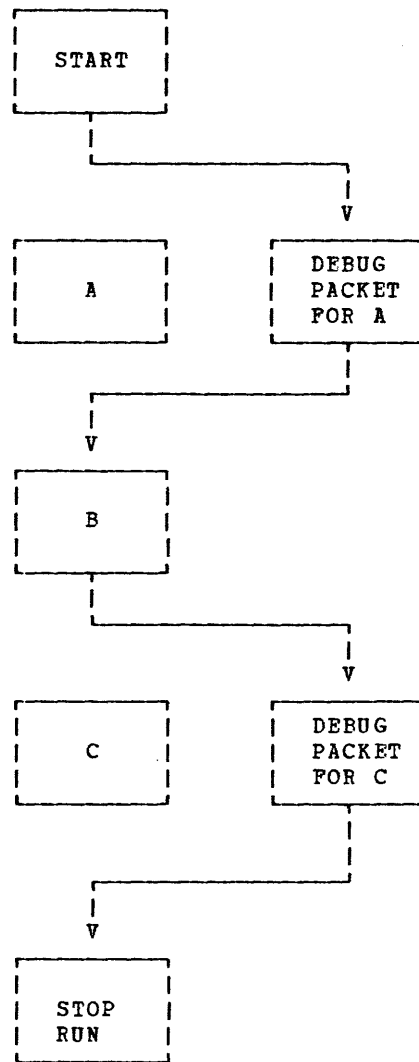 START
V
A
DEBUG
PACKET
FOR A
V
B
V
C
DEBUG
PACKET
FOR C
V
STOP
RUN